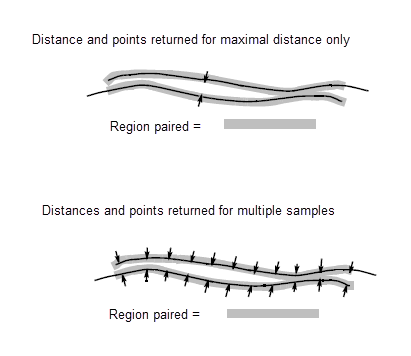 Distance and points returned for maximal distance only
Region paired =
Distances and points returned for multiple samples
Region paired =